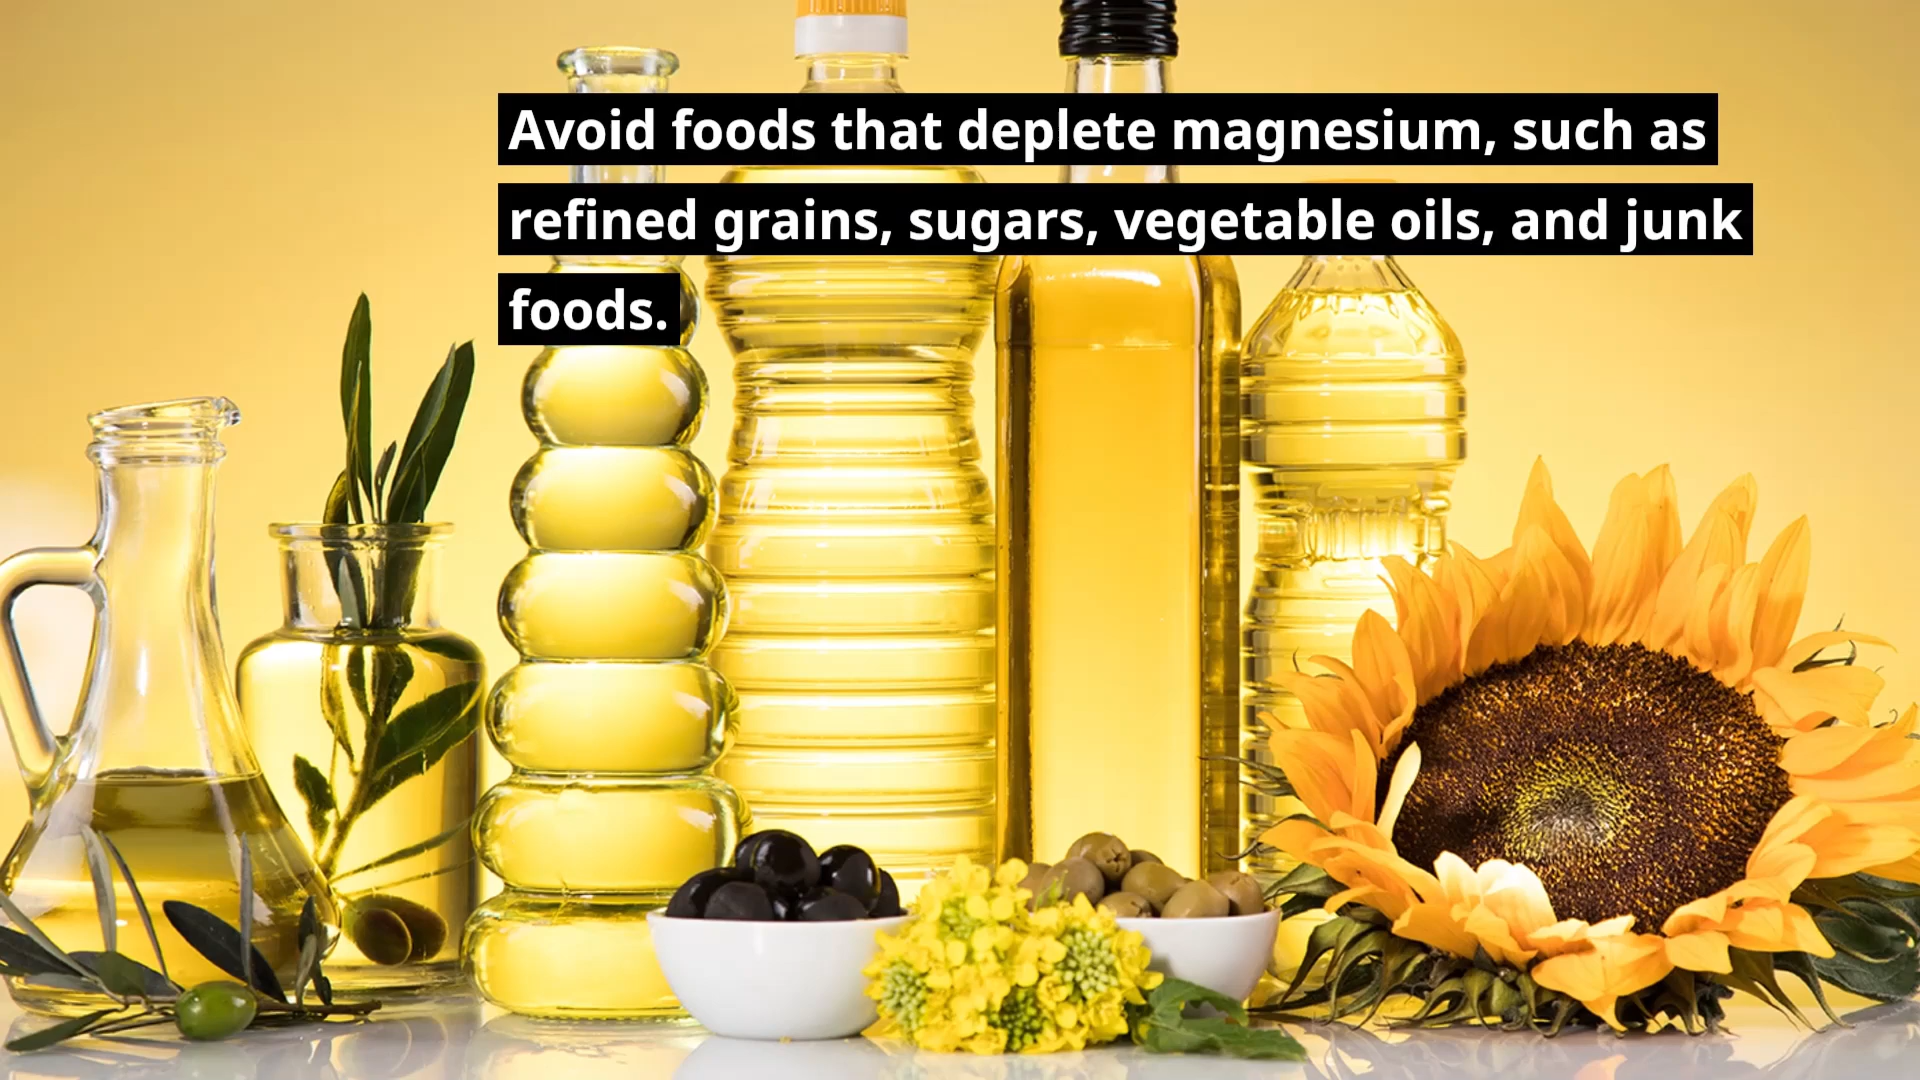 Avoid foods that deplete magnesium, such as
refined grains, sugars, vegetable oils, and junk
foods.